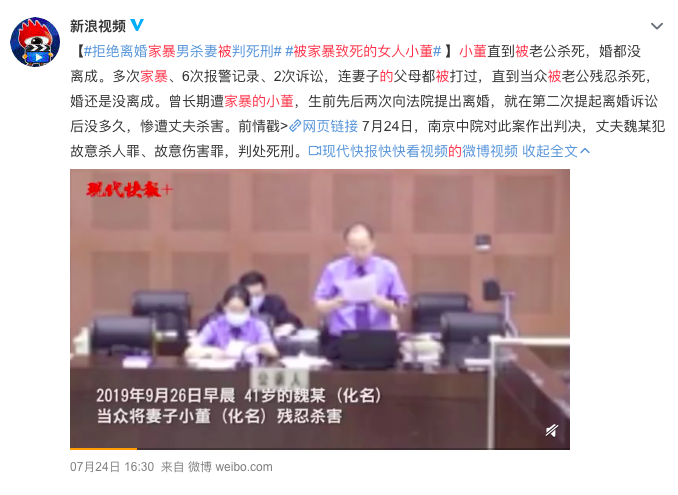 新浪视频
【#拒绝离婚家暴男杀妻被判死刑# #被家暴致死的女人小董# 】小董直到被老公杀死，婚都没
离成。多次家暴、6次报警记录、2次诉讼，连妻子的父母都被打过，直到当众被老公残忍杀死，
婚还是没离成。曾长期遭家暴的小董，生前先后两次向法院提出离婚，就在第二次提起离婚诉讼
后没多久，惨遭丈夫杀害。前情戳>网页链接 7月24日，南京中院对此案作出判决，丈夫魏某犯
故意杀人罪、故意伤害罪，判处死刑。现代快报快快看视频的微博视频 收起全文
现代快报+
公诉人
2019年9月26日早晨 41岁的魏某（化名）
当众将妻子小董（化名）残忍杀害
07月24日 16:30 来自 微博 weibo.com